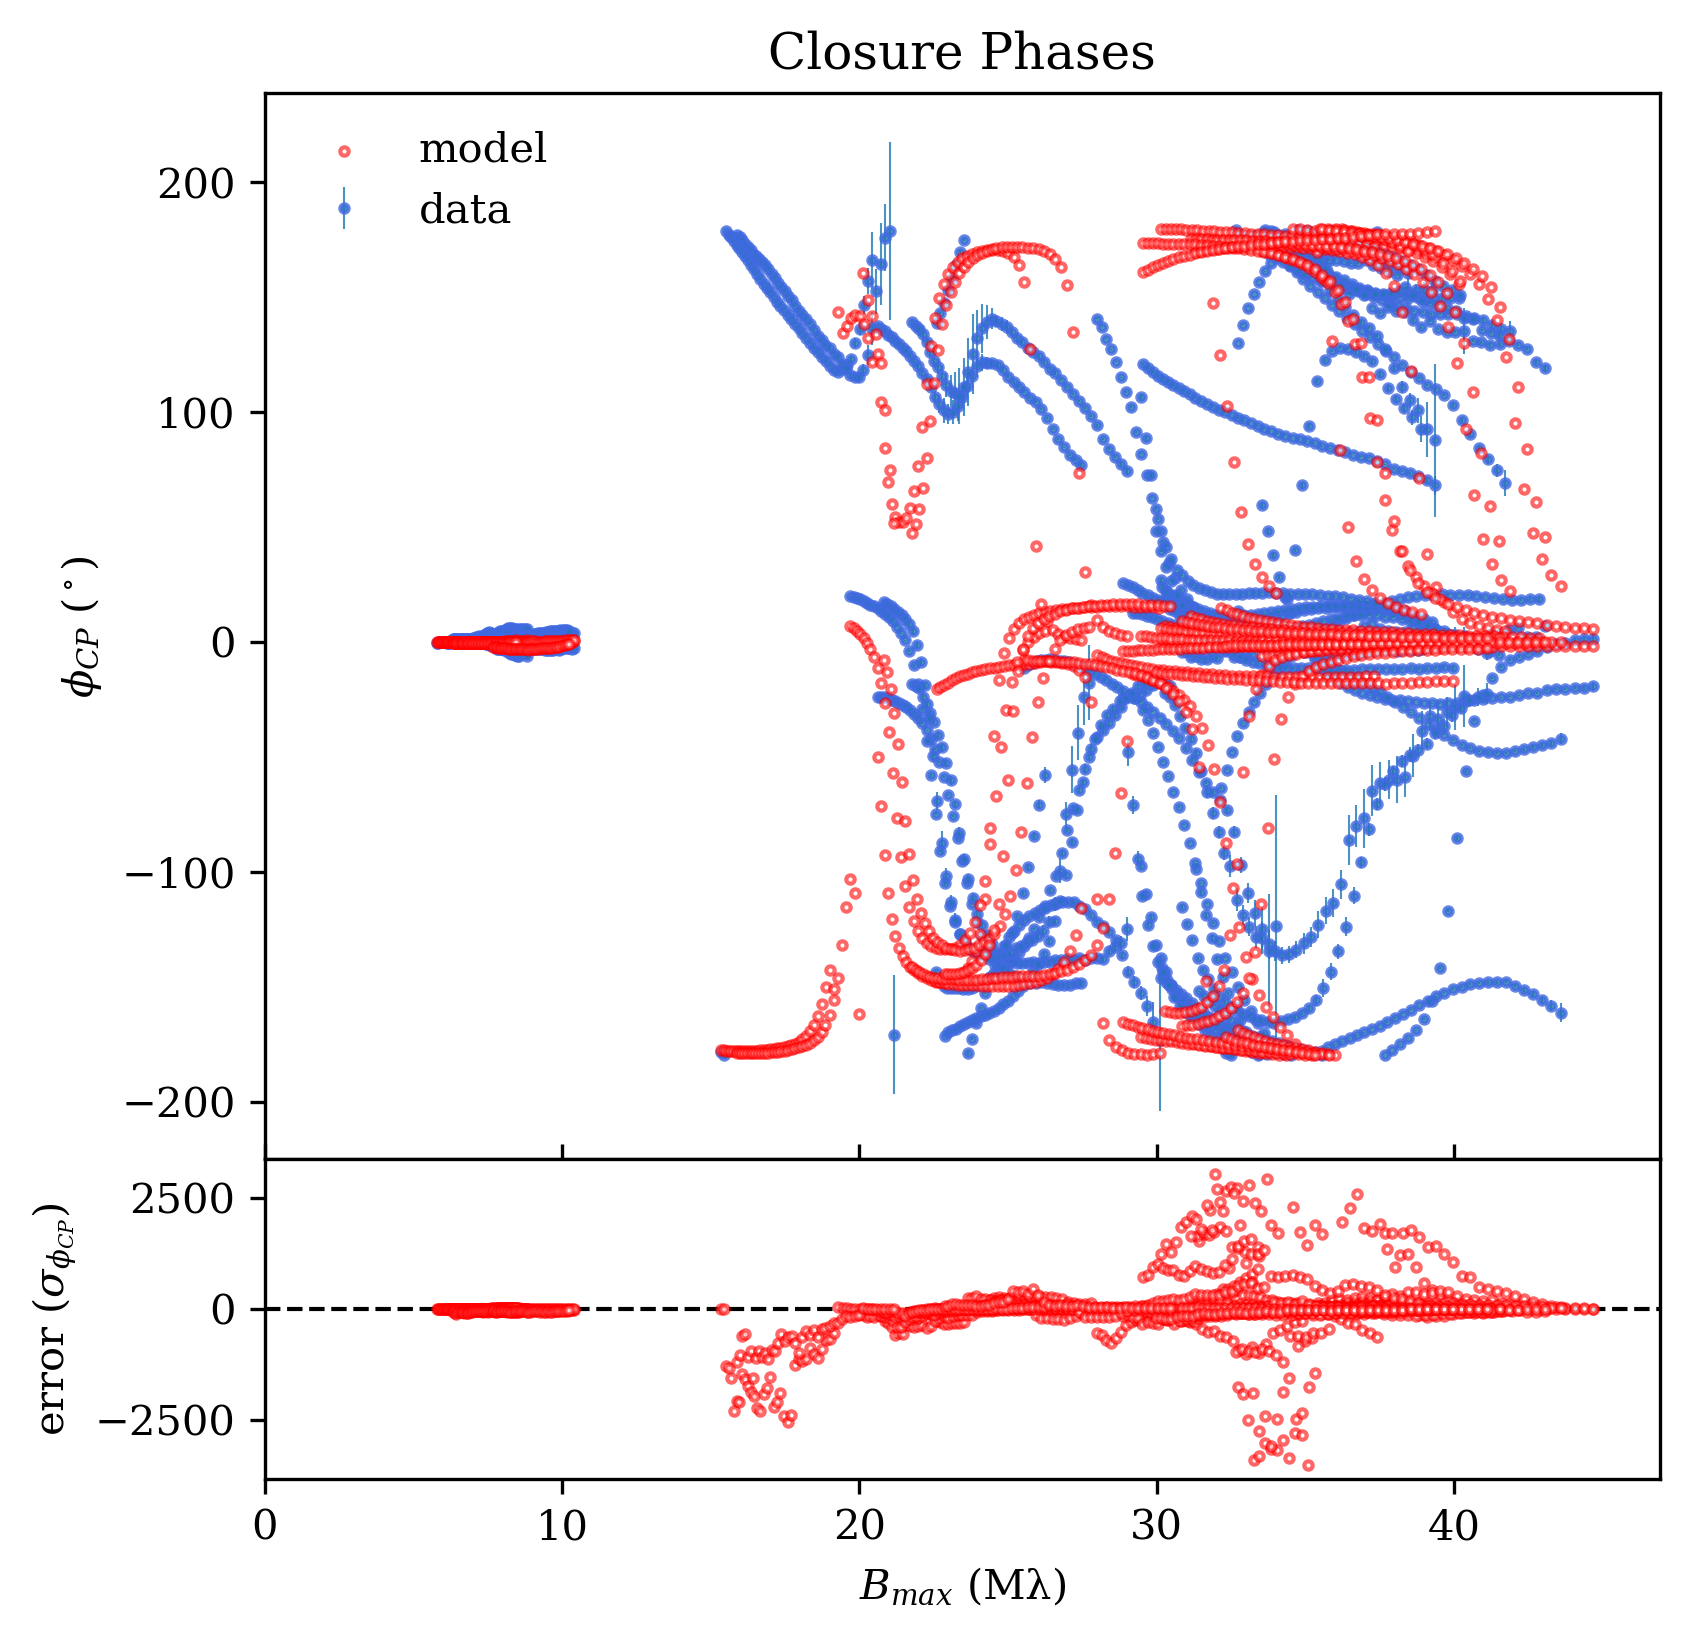 Closure Phases
model
data
200
100
0
−100
−200
ϕCP (°)
2500
0
−2500
error (σϕCP)
0 10 20 30 40
Bmax (Mλ)